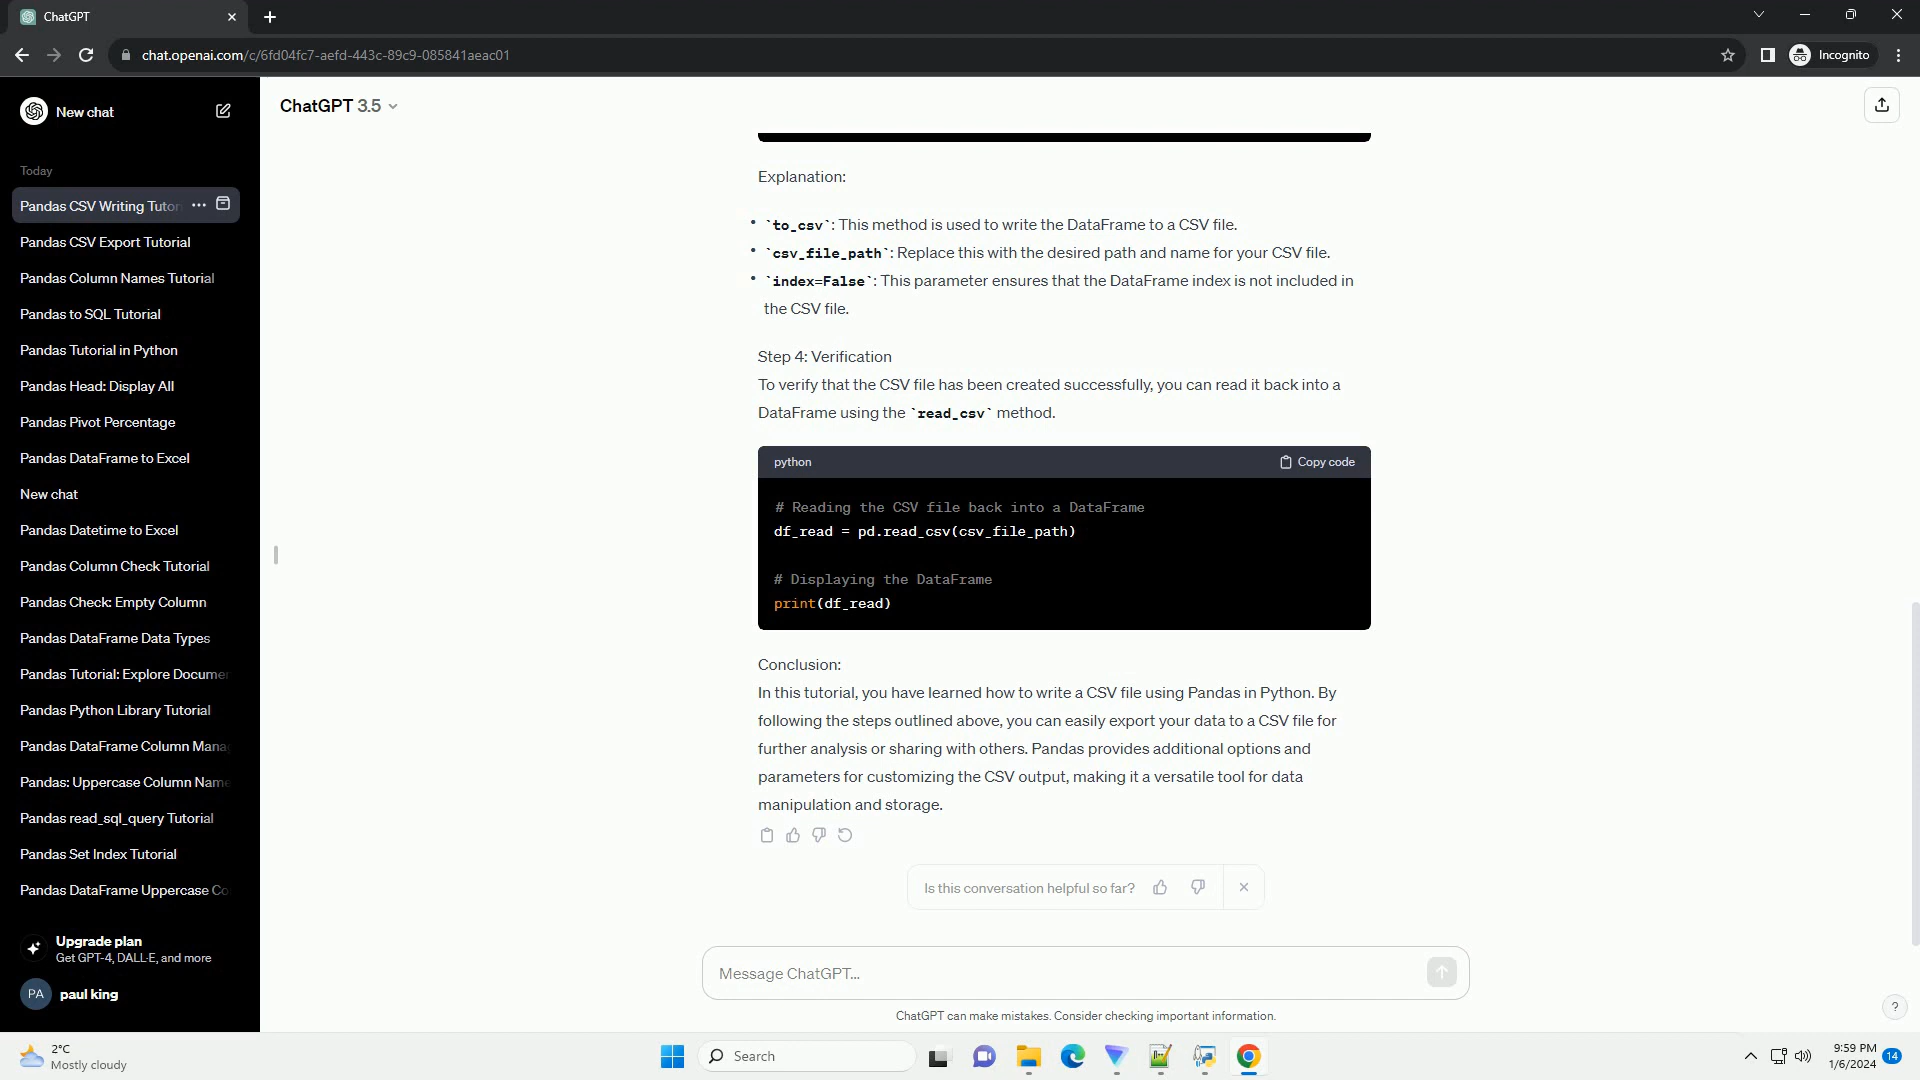 ChatGPT
chat.openai.com/c/6fd04fc7-aefd-443c-89c9-085841aeac01
Incognito
New chat
Today
Pandas CSV Writing Tutor
Pandas CSV Export Tutorial
Pandas Column Names Tutorial
Pandas to SQL Tutorial
Pandas Tutorial in Python
Pandas Head: Display All
Pandas Pivot Percentage
Pandas DataFrame to Excel
New chat
Pandas Datetime to Excel
Pandas Column Check Tutorial
Pandas Check: Empty Column
Pandas DataFrame Data Types
Pandas Tutorial: Explore Documer
Pandas Python Library Tutorial
Pandas DataFrame Column Mana
Pandas: Uppercase Column Name
Pandas read_sql_query Tutorial
Pandas Set Index Tutorial
Pandas DataFrame Uppercase Co
Upgrade plan
Get GPT-4, DALL·E, and more
PA
paul king
ChatGPT 3.5
Explanation:
• `to_csv`: This method is used to write the DataFrame to a CSV file.
• `csv_file_path`: Replace this with the desired path and name for your CSV file.
• `index=False`: This parameter ensures that the DataFrame index is not included in
the CSV file.
Step 4: Verification
To verify that the CSV file has been created successfully, you can read it back into a
DataFrame using the `read_csv` method.
python
Copy code
# Reading the CSV file back into a DataFrame
df_read = pd.read_csv(csv_file_path)
# Displaying the DataFrame
print(df_read)
Conclusion:
In this tutorial, you have learned how to write a CSV file using Pandas in Python. By
following the steps outlined above, you can easily export your data to a CSV file for
further analysis or sharing with others. Pandas provides additional options and
parameters for customizing the CSV output, making it a versatile tool for data
manipulation and storage.
Is this conversation helpful so far?
Message ChatGPT...
ChatGPT can make mistakes. Consider checking important information.
?
2°C
Mostly cloudy
Search
9:59 PM
1/6/2024
14